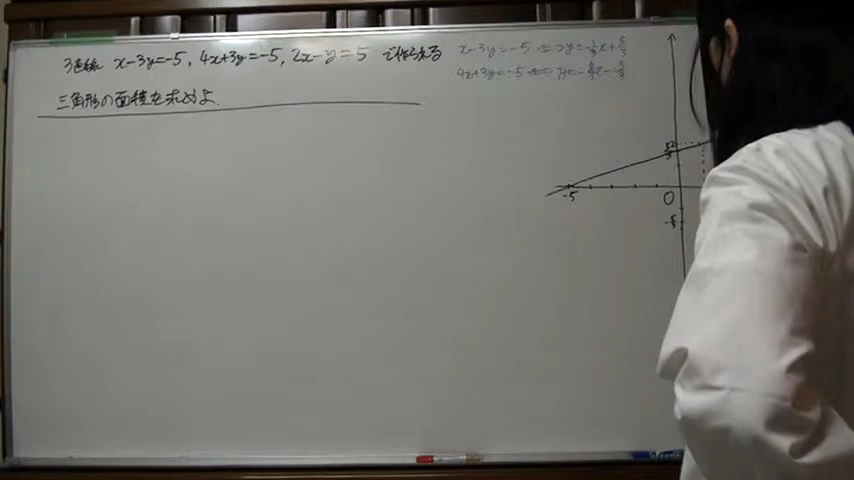 3直線 x-3y=-5, 4x+3y=-5, 2x-y=5 で作られる
三角形の面積を求めよ.
x-3y=-5 ⇔ y=1/3x+5/3
4x+3y=-5 ⇔ y=-4/3x-5/3
2
5/3
-5
O
-5/3